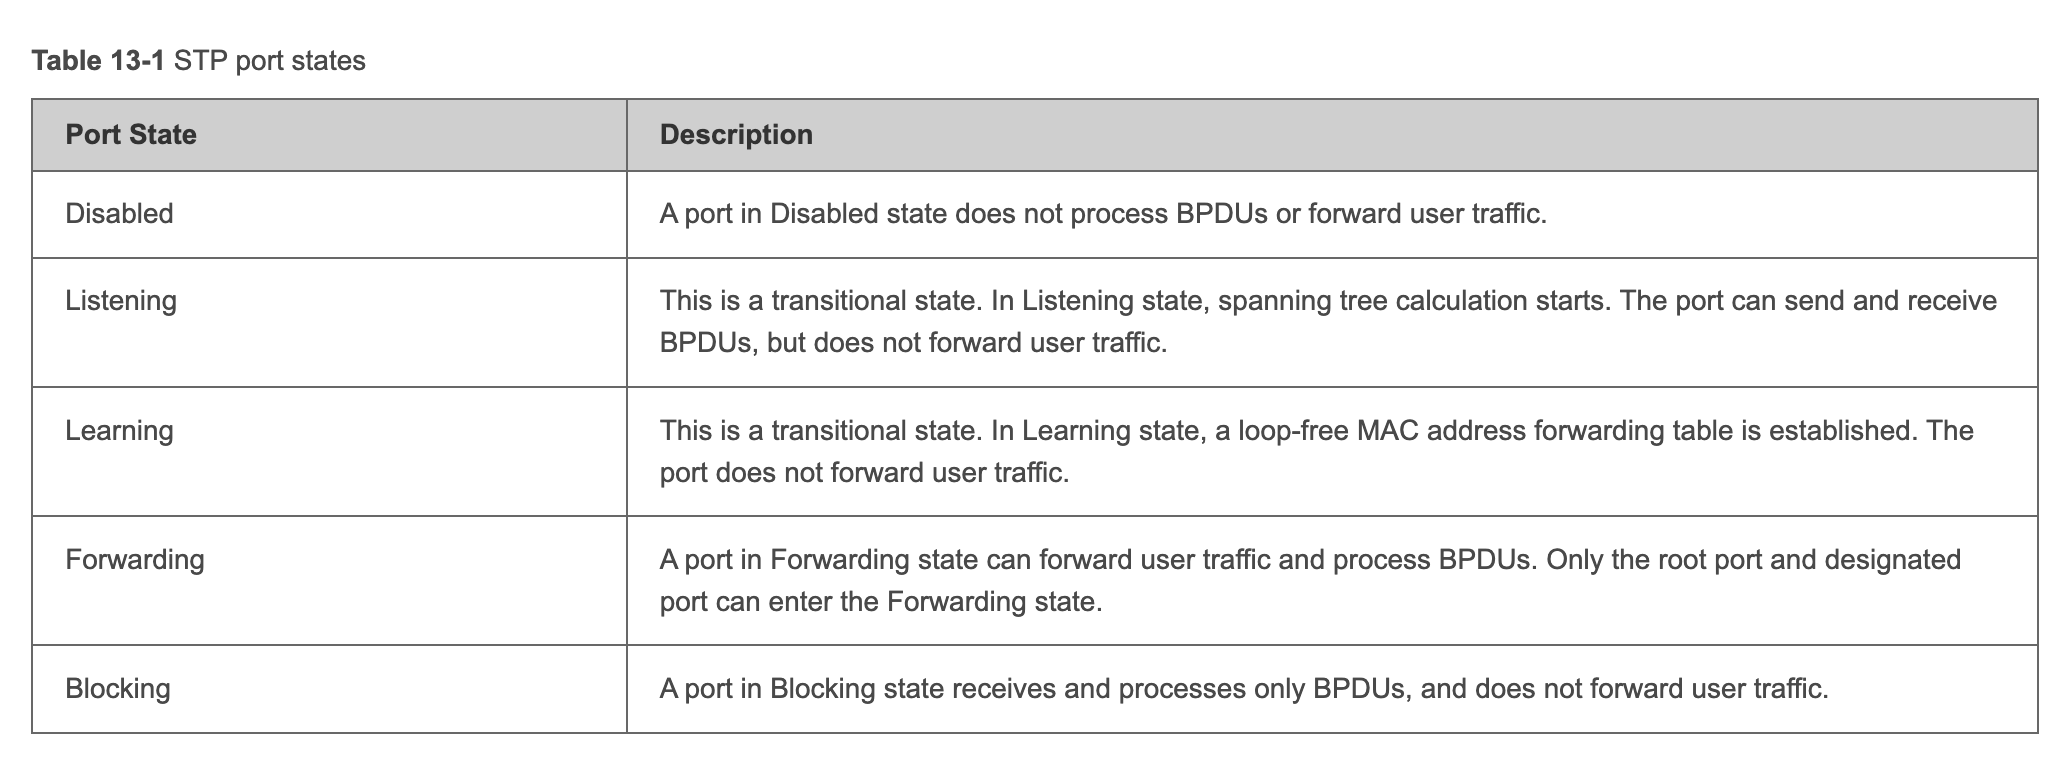 Table 13-1 STP port states
Port State
Description
Disabled
A port in Disabled state does not process BPDUs or forward user traffic.
Listening
This is a transitional state. In Listening state, spanning tree calculation starts. The port can send and receive
BPDUs, but does not forward user traffic.
Learning
This is a transitional state. In Learning state, a loop-free MAC address forwarding table is established. The
port does not forward user traffic.
Forwarding
A port in Forwarding state can forward user traffic and process BPDUs. Only the root port and designated
port can enter the Forwarding state.
Blocking
A port in Blocking state receives and processes only BPDUs, and does not forward user traffic.